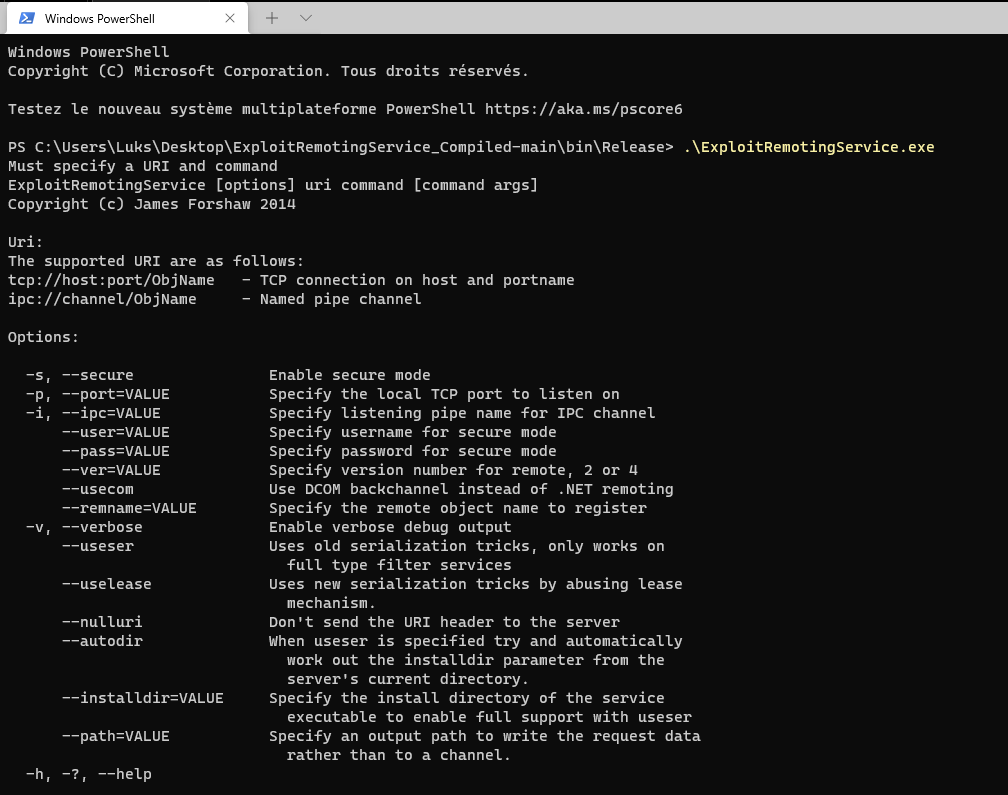 Windows PowerShell
Windows PowerShell
Copyright (C) Microsoft Corporation. Tous droits réservés.
Testez le nouveau système multiplateforme PowerShell https://aka.ms/pscore6
PS C:\Users\Luks\Desktop\ExploitRemotingService_Compiled-main\bin\Release> .\ExploitRemotingService.exe
Must specify a URI and command
ExploitRemotingService [options] uri command [command args]
Copyright (c) James Forshaw 2014
Uri:
The supported URI are as follows:
tcp://host:port/ObjName   - TCP connection on host and portname
ipc://channel/ObjName     - Named pipe channel
Options:
  -s, --secure               Enable secure mode
  -p, --port=VALUE           Specify the local TCP port to listen on
  -i, --ipc=VALUE            Specify listening pipe name for IPC channel
      --user=VALUE           Specify username for secure mode
      --pass=VALUE           Specify password for secure mode
      --ver=VALUE            Specify version number for remote, 2 or 4
      --usecom               Use DCOM backchannel instead of .NET remoting
      --remname=VALUE        Specify the remote object name to register
  -v, --verbose              Enable verbose debug output
      --useser               Uses old serialization tricks, only works on
                               full type filter services
      --uselease             Uses new serialization tricks by abusing lease
                               mechanism.
      --nulluri              Don't send the URI header to the server
      --autodir              When useser is specified try and automatically
                               work out the installdir parameter from the
                               server's current directory.
      --installdir=VALUE     Specify the install directory of the service
                               executable to enable full support with useser
      --path=VALUE           Specify an output path to write the request data
                               rather than to a channel.
  -h, -?, --help